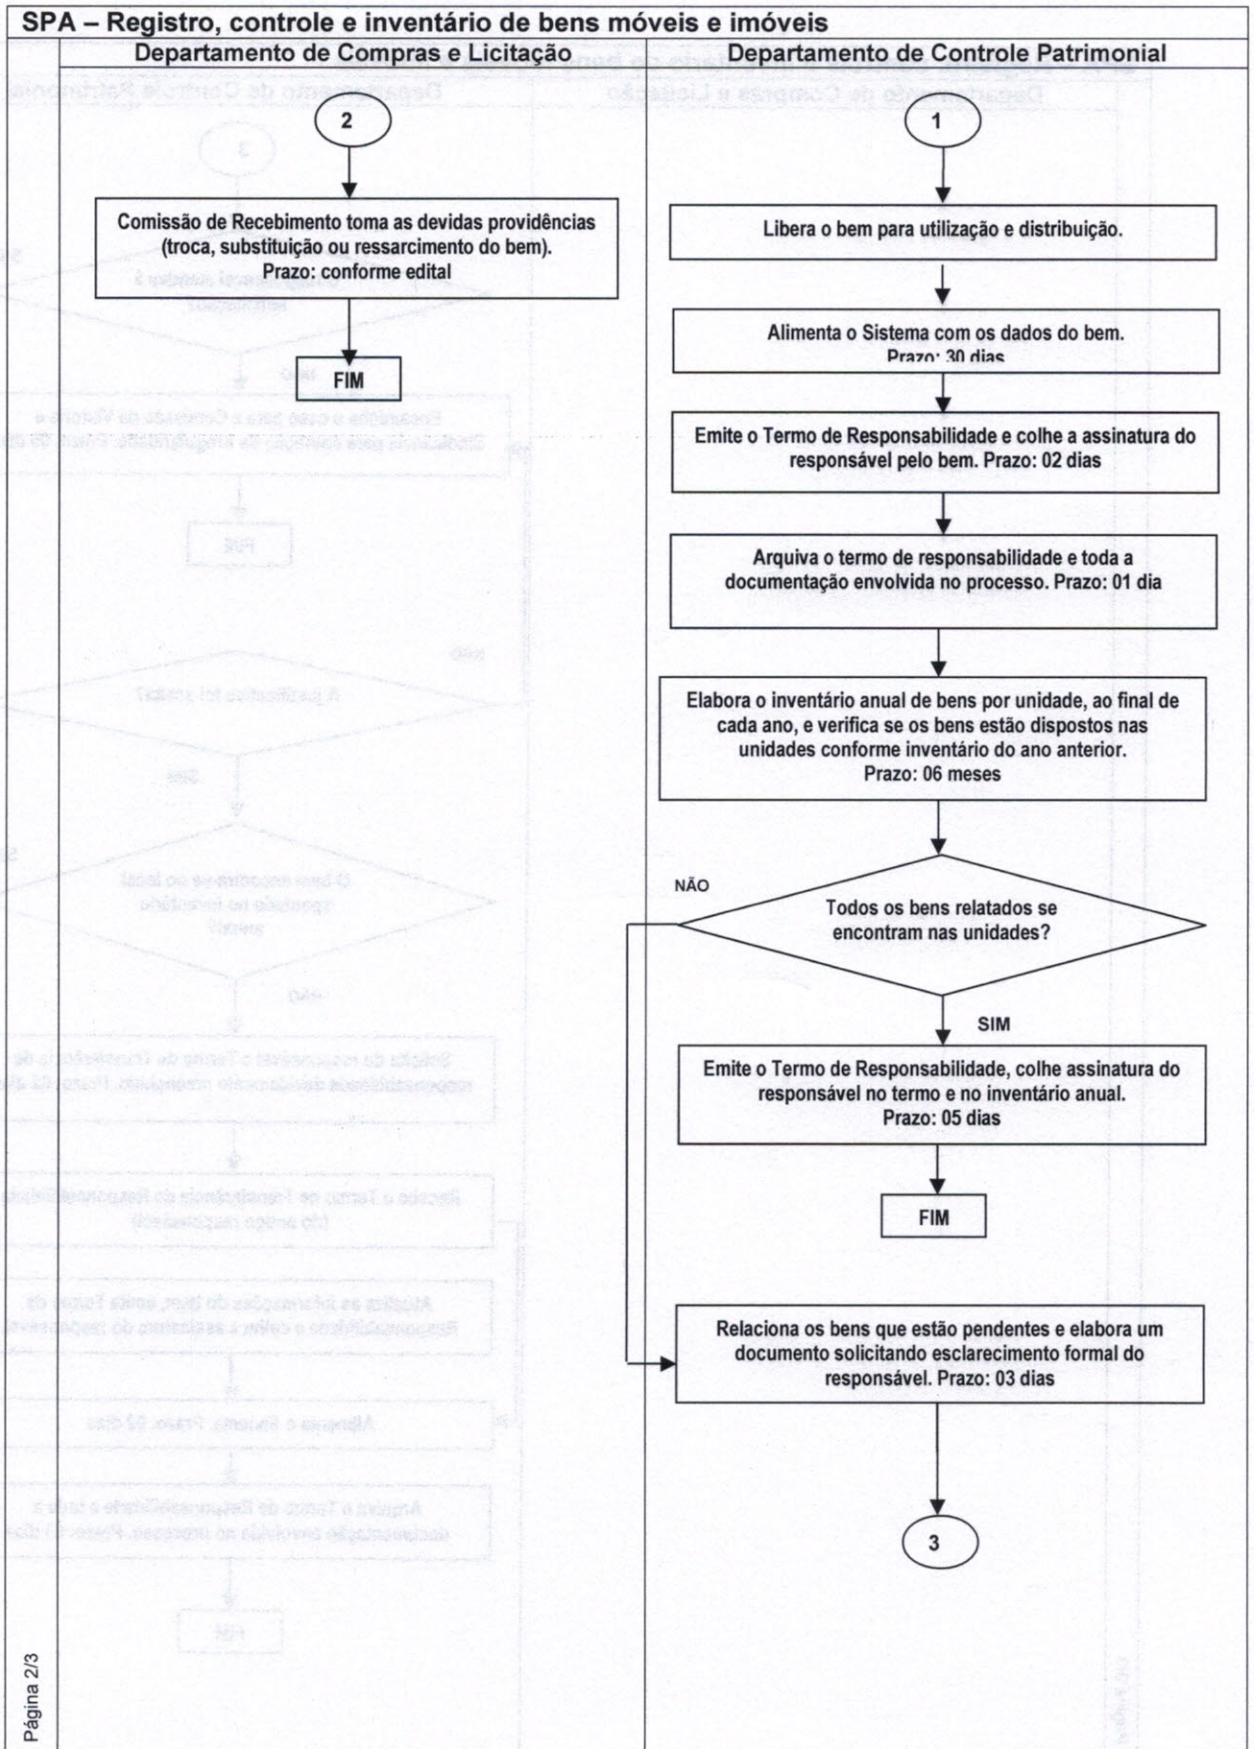 SPA – Registro, controle e inventário de bens móveis e imóveis
Departamento de Compras e Licitação
Departamento de Controle Patrimonial
2
Comissão de Recebimento toma as devidas providências
(troca, substituição ou ressarcimento do bem).
Prazo: conforme edital
FIM
1
Libera o bem para utilização e distribuição.
Alimenta o Sistema com os dados do bem.
Prazo: 30 dias
Emite o Termo de Responsabilidade e colhe a assinatura do
responsável pelo bem. Prazo: 02 dias
Arquiva o termo de responsabilidade e toda a
documentação envolvida no processo. Prazo: 01 dia
Elabora o inventário anual de bens por unidade, ao final de
cada ano, e verifica se os bens estão dispostos nas
unidades conforme inventário do ano anterior.
Prazo: 06 meses
NÃO
Todos os bens relatados se
encontram nas unidades?
SIM
Emite o Termo de Responsabilidade, colhe assinatura do
responsável no termo e no inventário anual.
Prazo: 05 dias
FIM
Relaciona os bens que estão pendentes e elabora um
documento solicitando esclarecimento formal do
responsável. Prazo: 03 dias
3
Página 2/3